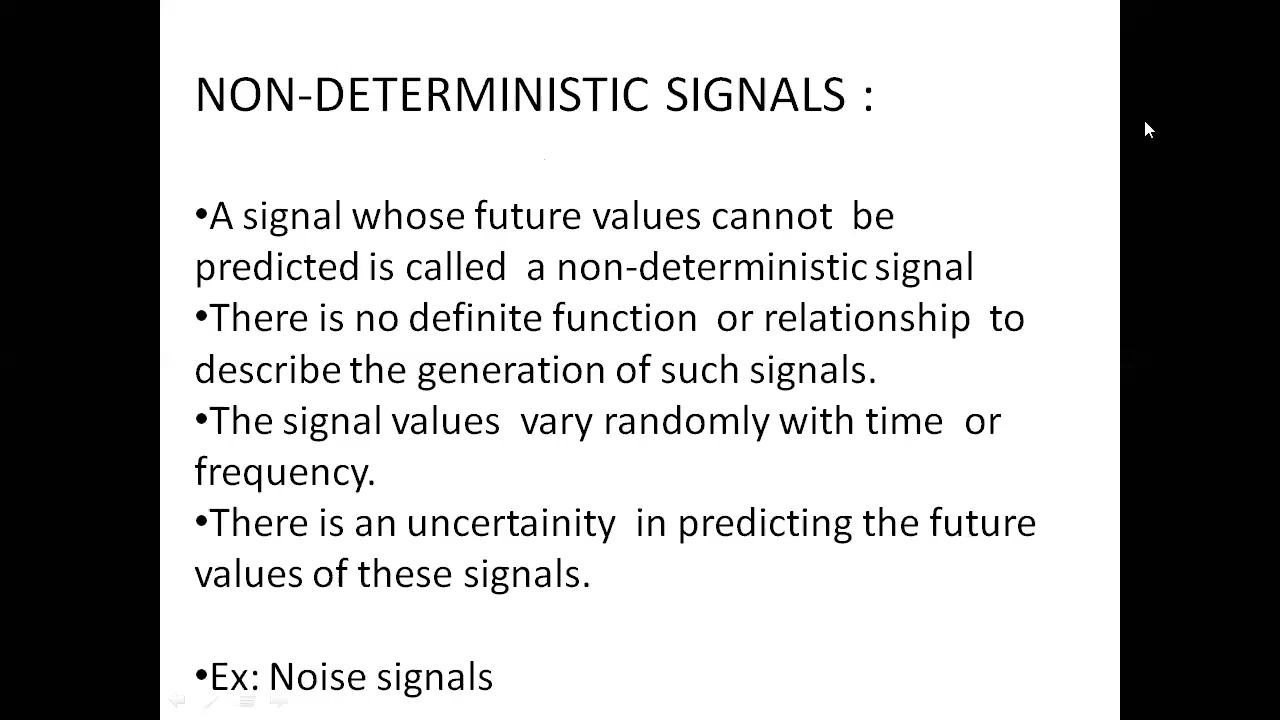 NON-DETERMINISTIC SIGNALS :
•A signal whose future values cannot be
predicted is called a non-deterministic signal
•There is no definite function or relationship to
describe the generation of such signals.
•The signal values vary randomly with time or
frequency.
•There is an uncertainity in predicting the future
values of these signals.
•Ex: Noise signals